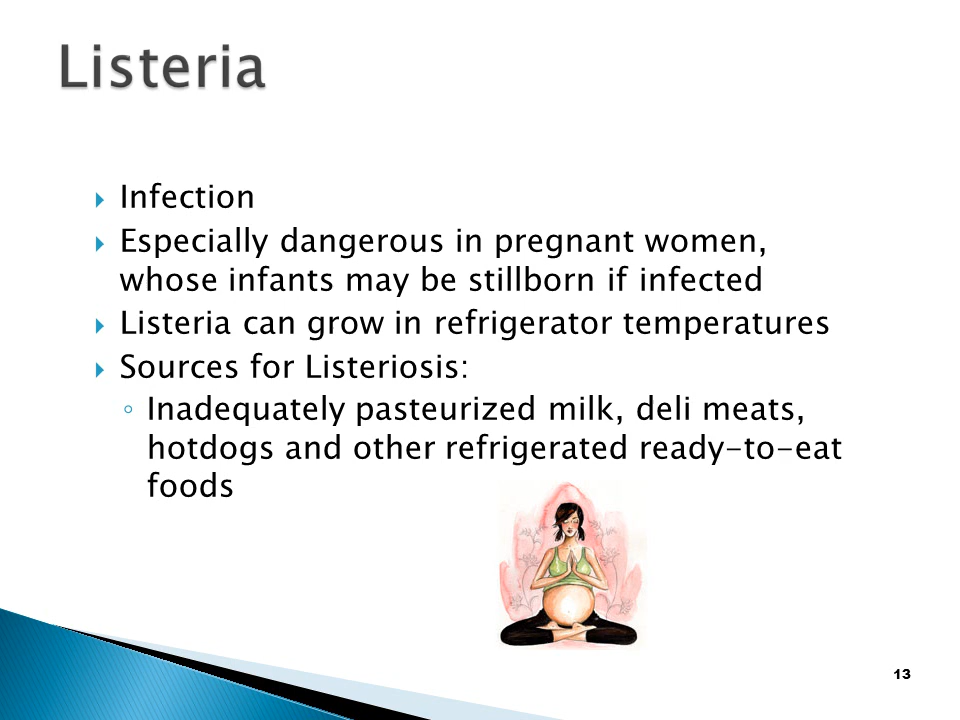 Listeria
Infection
Especially dangerous in pregnant women,
whose infants may be stillborn if infected
Listeria can grow in refrigerator temperatures
Sources for Listeriosis:
Inadequately pasteurized milk, deli meats,
hotdogs and other refrigerated ready-to-eat
foods
13